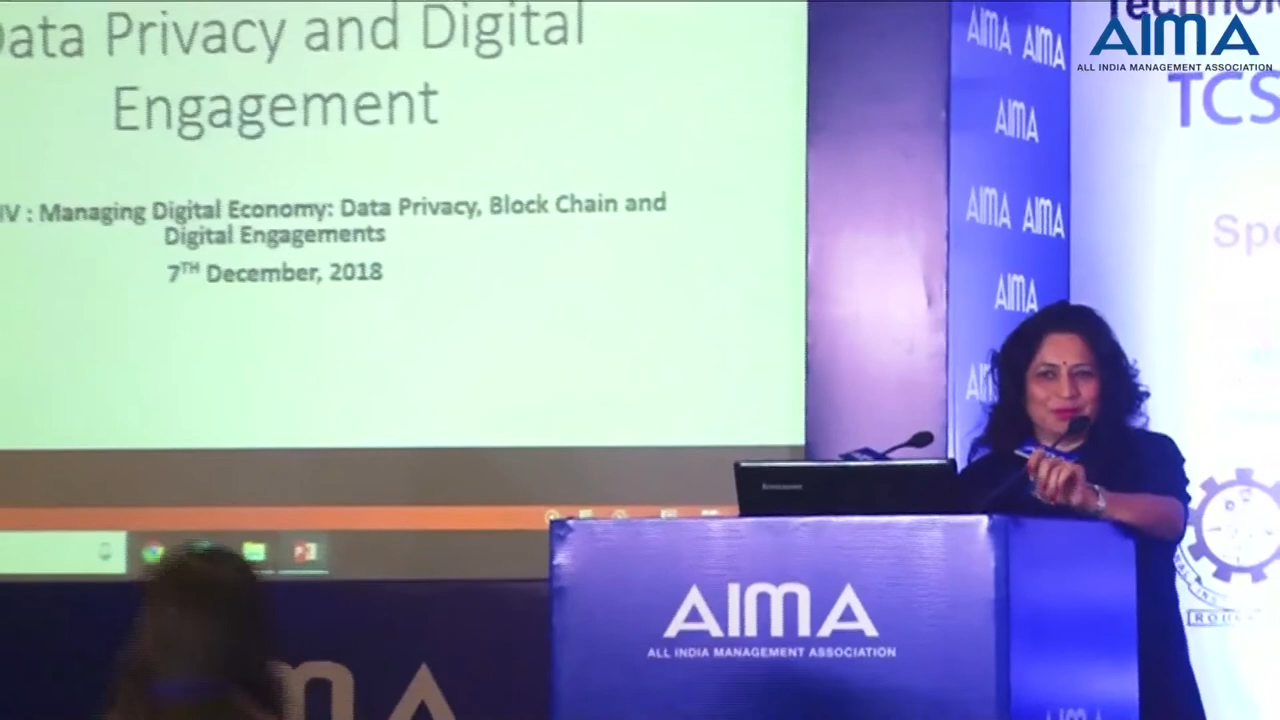 Data Privacy and Digital
Engagement
IV : Managing Digital Economy: Data Privacy, Block Chain and
Digital Engagements
7TH December, 2018
AIMA AIMA
AIMA
AIMA AIMA
AIMA
AIMA
ALL INDIA MANAGEMENT ASSOCIATION
TCS
AIMA
ALL INDIA MANAGEMENT ASSOCIATION